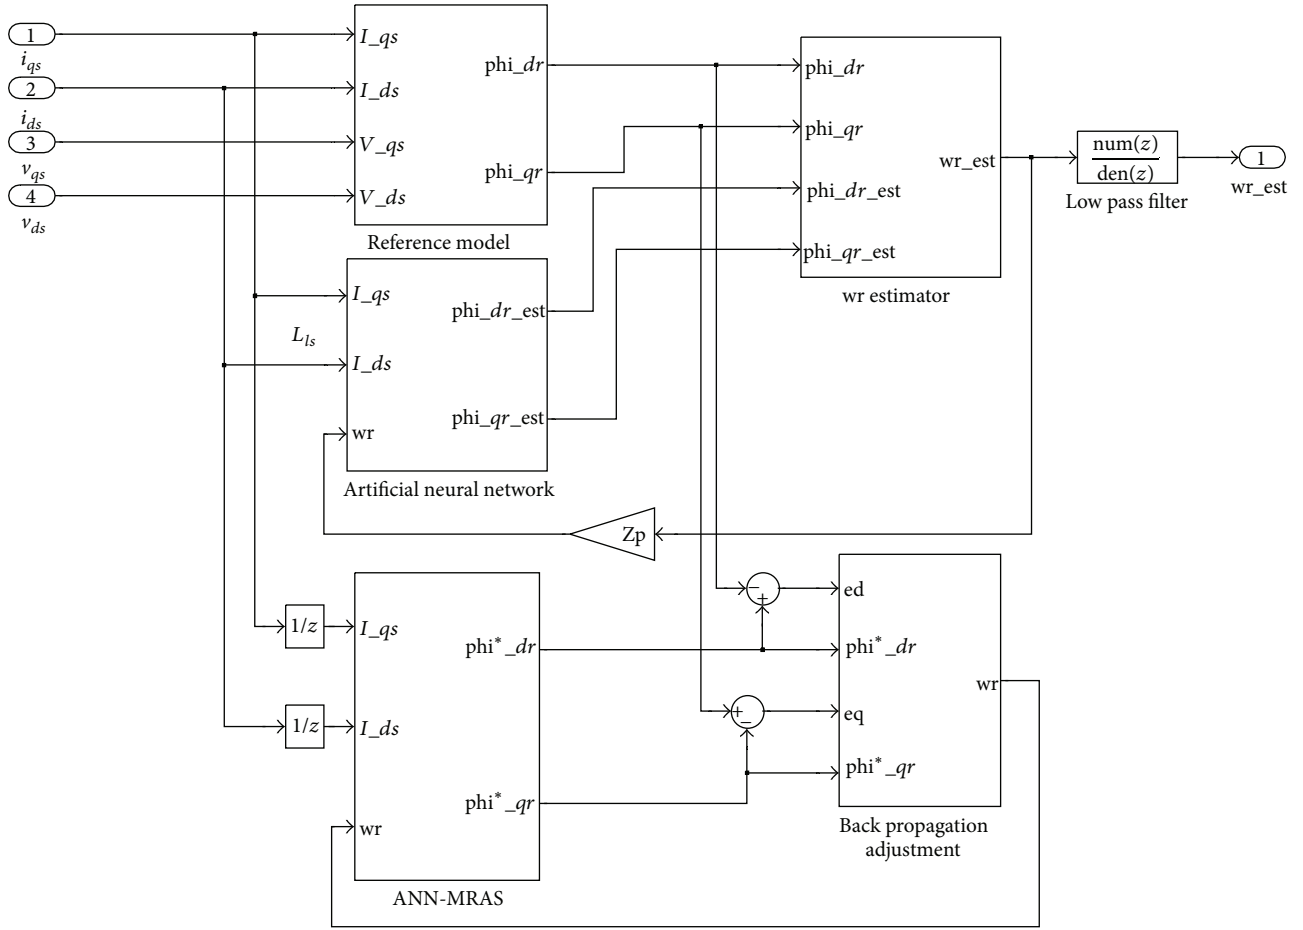 1
i_qs
2
i_ds
3
v_qs
4
v_ds
I_qs
I_ds
V_qs
V_ds
phi_dr
phi_qr
Reference model
phi_dr
phi_qr
phi_dr_est
phi_qr_est
wr_est
wr estimator
num(z)
den(z)
Low pass filter
1
wr_est
I_qs
L_ls
I_ds
wr
phi_dr_est
phi_qr_est
Artificial neural network
Zp
1/z
1/z
I_qs
I_ds
wr
phi*_dr
phi*_qr
ANN-MRAS
−
+
+
−
ed
phi*_dr
eq
phi*_qr
wr
Back propagation
adjustment